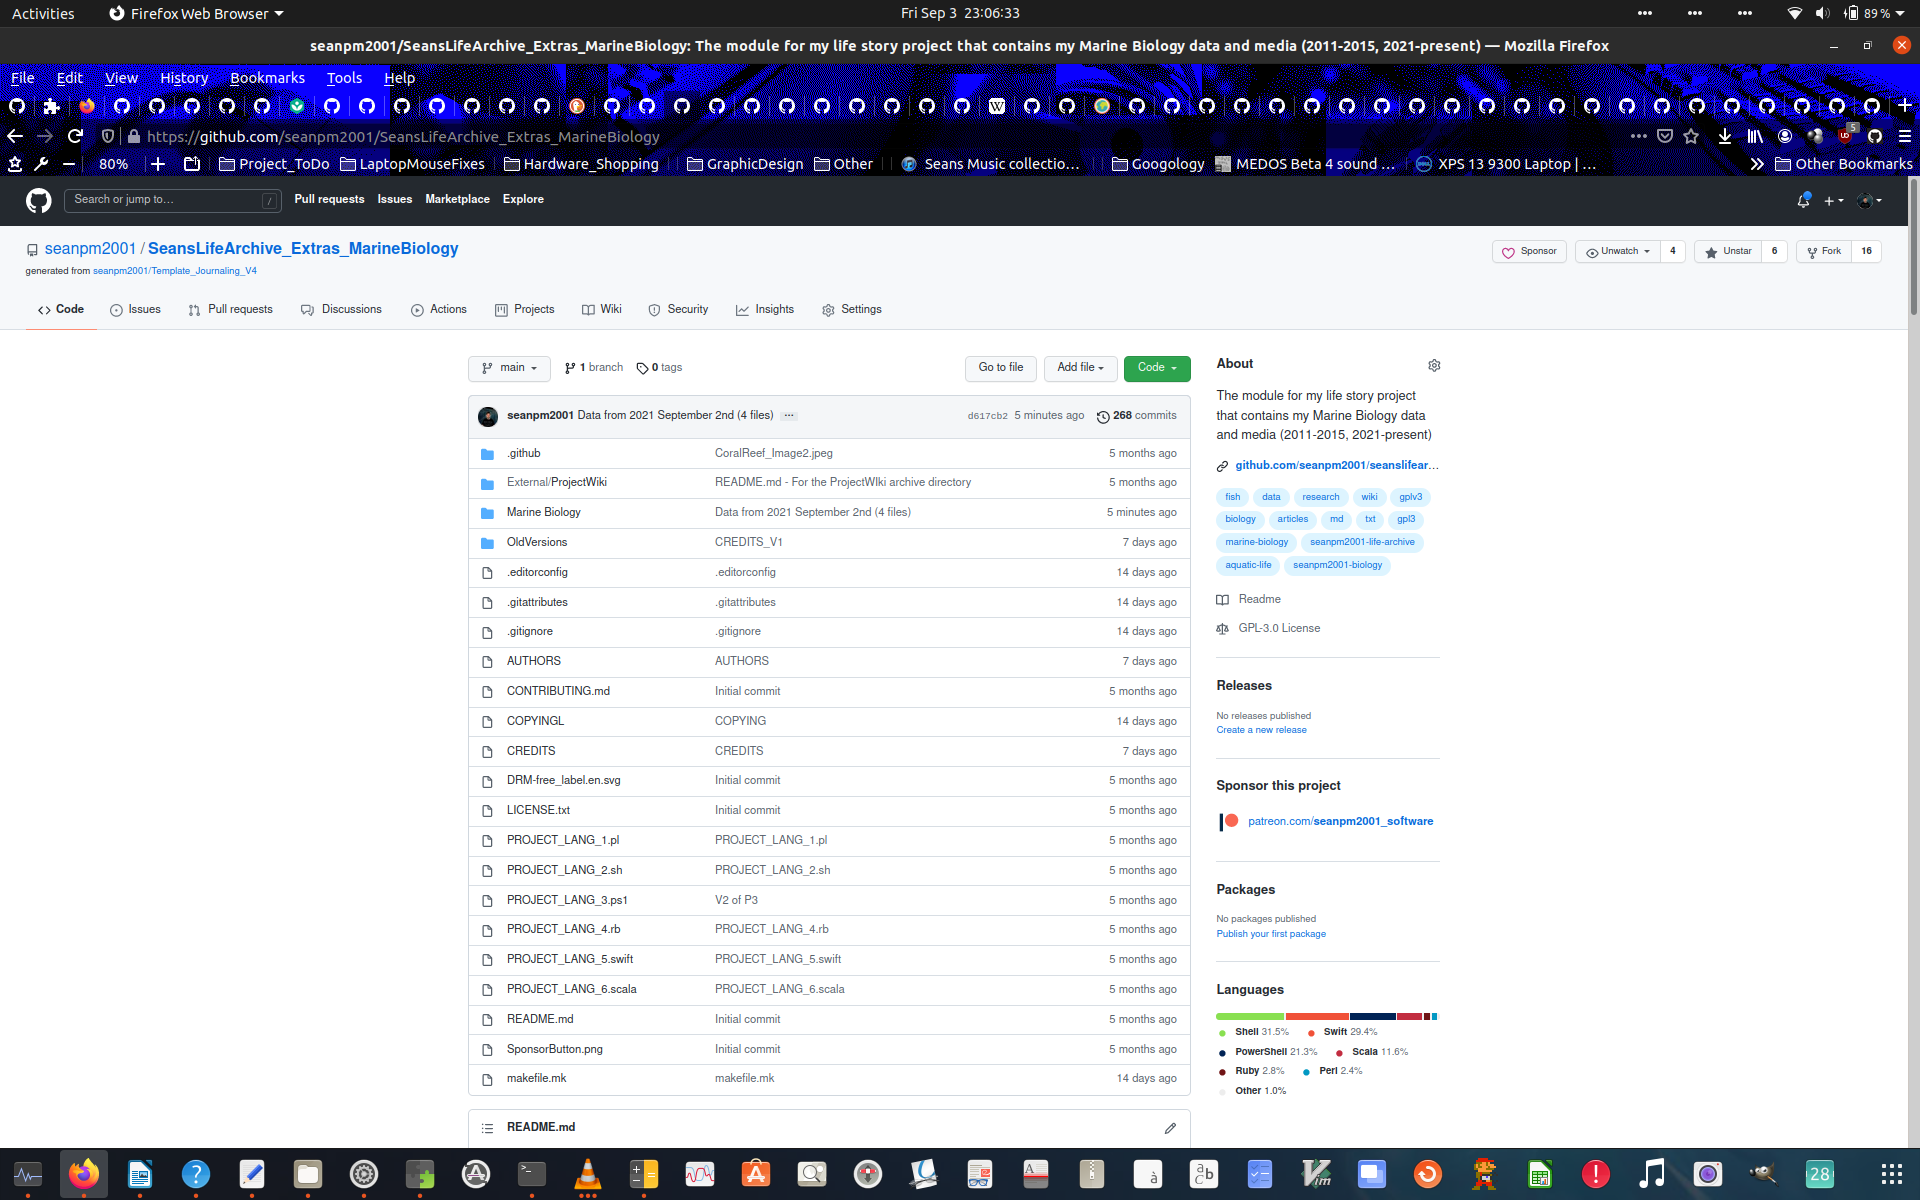 Activities
Firefox Web Browser
Fri Sep 3 23:06:33
89 %
seanpm2001/SeansLifeArchive_Extras_MarineBiology: The module for my life story project that contains my Marine Biology data and media (2011-2015, 2021-present) — Mozilla Firefox
File Edit View History Bookmarks Tools Help
https://github.com/seanpm2001/SeansLifeArchive_Extras_MarineBiology
5
80% Project_ToDo LaptopMouseFixes Hardware_Shopping GraphicDesign Other Seans Music collectio… Googology MEDOS Beta 4 sound … XPS 13 9300 Laptop | … Other Bookmarks
Search or jump to… / Pull requests Issues Marketplace Explore
seanpm2001 / SeansLifeArchive_Extras_MarineBiology
Sponsor Unwatch 4 Unstar 6 Fork 16
generated from seanpm2001/Template_Journaling_V4
Code Issues Pull requests Discussions Actions Projects Wiki Security Insights Settings
main 1 branch 0 tags Go to file Add file Code
seanpm2001 Data from 2021 September 2nd (4 files) ... d617cb2 5 minutes ago 268 commits
.github CoralReef_Image2.jpeg 5 months ago
External/ProjectWiki README.md - For the ProjectWIki archive directory 5 months ago
Marine Biology Data from 2021 September 2nd (4 files) 5 minutes ago
OldVersions CREDITS_V1 7 days ago
.editorconfig .editorconfig 14 days ago
.gitattributes .gitattributes 14 days ago
.gitignore .gitignore 14 days ago
AUTHORS AUTHORS 7 days ago
CONTRIBUTING.md Initial commit 5 months ago
COPYINGL COPYING 14 days ago
CREDITS CREDITS 7 days ago
DRM-free_label.en.svg Initial commit 5 months ago
LICENSE.txt Initial commit 5 months ago
PROJECT_LANG_1.pl PROJECT_LANG_1.pl 5 months ago
PROJECT_LANG_2.sh PROJECT_LANG_2.sh 5 months ago
PROJECT_LANG_3.ps1 V2 of P3 5 months ago
PROJECT_LANG_4.rb PROJECT_LANG_4.rb 5 months ago
PROJECT_LANG_5.swift PROJECT_LANG_5.swift 5 months ago
PROJECT_LANG_6.scala PROJECT_LANG_6.scala 5 months ago
README.md Initial commit 5 months ago
SponsorButton.png Initial commit 5 months ago
makefile.mk makefile.mk 14 days ago
README.md
About
The module for my life story project
that contains my Marine Biology data
and media (2011-2015, 2021-present)
github.com/seanpm2001/seanslifear…
fish data research wiki gplv3
biology articles md txt gpl3
marine-biology seanpm2001-life-archive
aquatic-life seanpm2001-biology
Readme
GPL-3.0 License
Releases
No releases published
Create a new release
Sponsor this project
patreon.com/seanpm2001_software
Packages
No packages published
Publish your first package
Languages
Shell 31.5% Swift 29.4%
PowerShell 21.3% Scala 11.6%
Ruby 2.8% Perl 2.4%
Other 1.0%
28